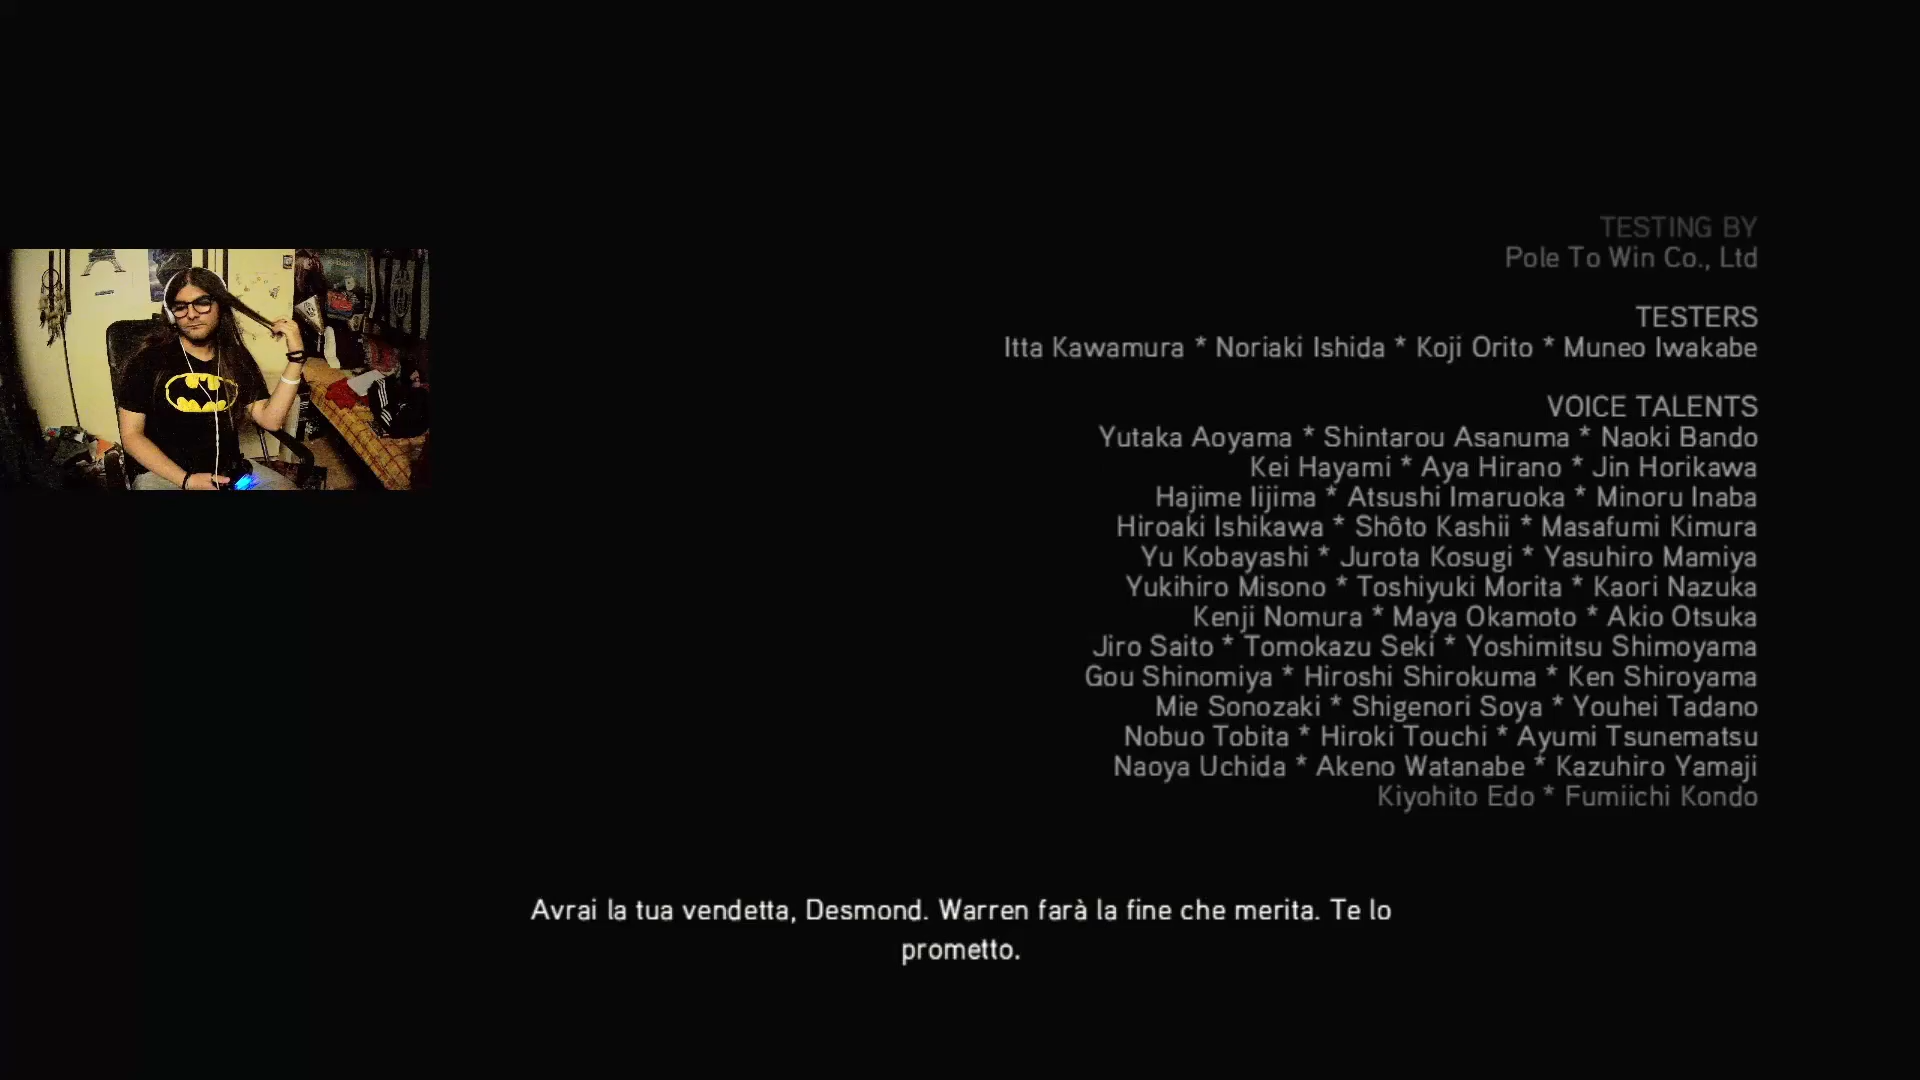 TESTING BY
Pole To Win Co., Ltd
TESTERS
Itta Kawamura * Noriaki Ishida * Koji Orito * Muneo Iwakabe
VOICE TALENTS
Yutaka Aoyama * Shintarou Asanuma * Naoki Bando
Kei Hayami * Aya Hirano * Jin Horikawa
Hajime Iijima * Atsushi Imaruoka * Minoru Inaba
Hiroaki Ishikawa * Shôto Kashii * Masafumi Kimura
Yu Kobayashi * Jurota Kosugi * Yasuhiro Mamiya
Yukihiro Misono * Toshiyuki Morita * Kaori Nazuka
Kenji Nomura * Maya Okamoto * Akio Otsuka
Jiro Saito * Tomokazu Seki * Yoshimitsu Shimoyama
Gou Shinomiya * Hiroshi Shirokuma * Ken Shiroyama
Mie Sonozaki * Shigenori Soya * Youhei Tadano
Nobuo Tobita * Hiroki Touchi * Ayumi Tsunematsu
Naoya Uchida * Akeno Watanabe * Kazuhiro Yamaji
Kiyohito Edo * Fumiichi Kondo
Avrai la tua vendetta, Desmond. Warren farà la fine che merita. Te lo
prometto.